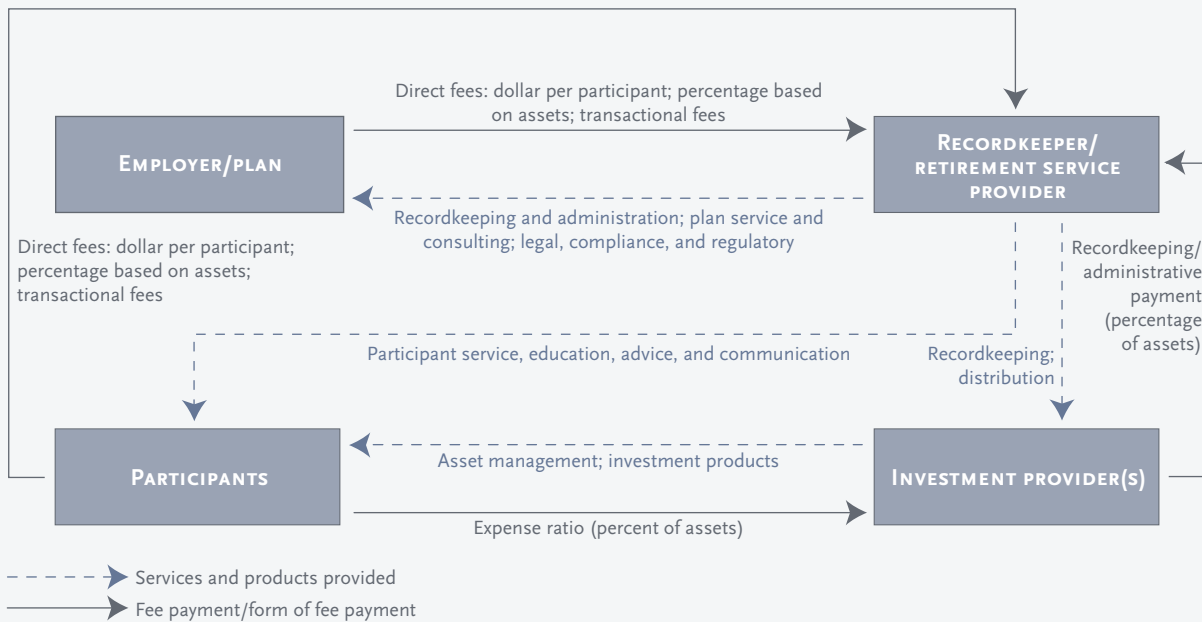 Direct fees: dollar per participant; percentage based
on assets; transactional fees
EMPLOYER/PLAN
RECORDKEEPER/
RETIREMENT SERVICE
PROVIDER
Recordkeeping and administration; plan service and
consulting; legal, compliance, and regulatory
Direct fees: dollar per participant;
percentage based on assets;
transactional fees
Recordkeeping/
administrative
payment
(percentage
of assets)
Participant service, education, advice, and communication
Recordkeeping;
distribution
PARTICIPANTS
Asset management; investment products
INVESTMENT PROVIDER(S)
Expense ratio (percent of assets)
Services and products provided
Fee payment/form of fee payment